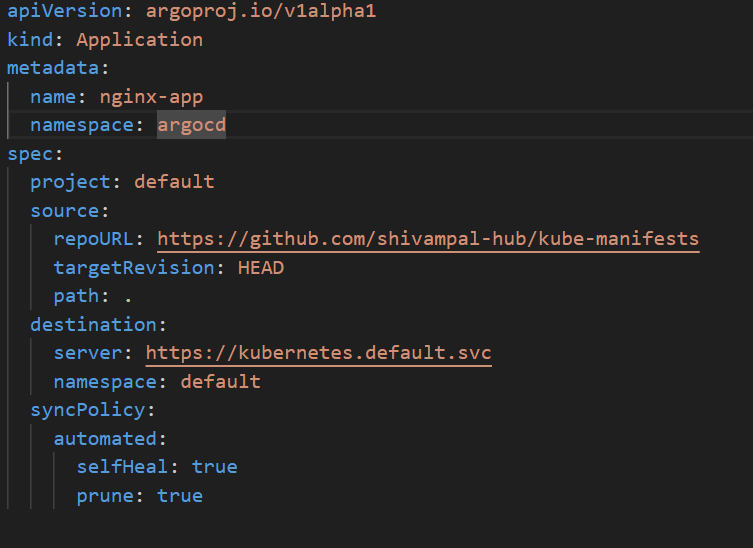 apiVersion: argoproj.io/v1alpha1
kind: Application
metadata:
  name: nginx-app
  namespace: argocd
spec:
  project: default
  source:
    repoURL: https://github.com/shivampal-hub/kube-manifests
    targetRevision: HEAD
    path: .
  destination:
    server: https://kubernetes.default.svc
    namespace: default
  syncPolicy:
    automated:
      selfHeal: true
      prune: true